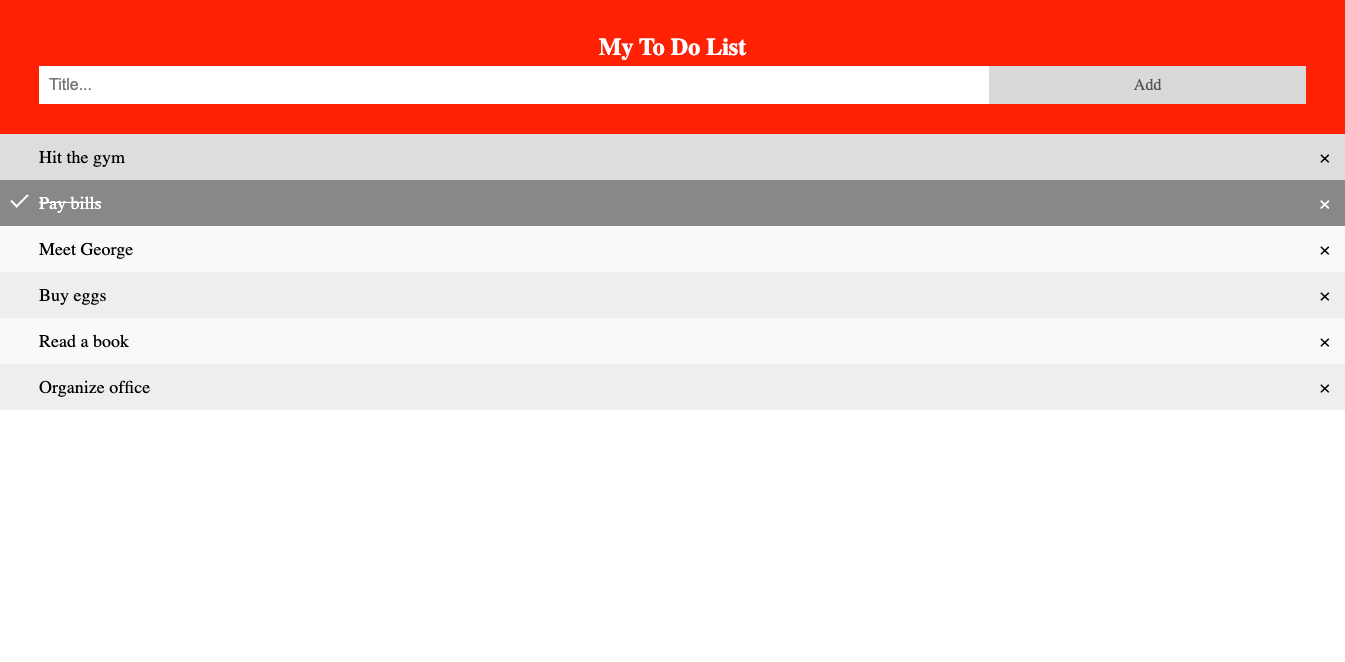 My To Do List
Title...
Add
Hit the gym ×
Pay bills ×
Meet George ×
Buy eggs ×
Read a book ×
Organize office ×